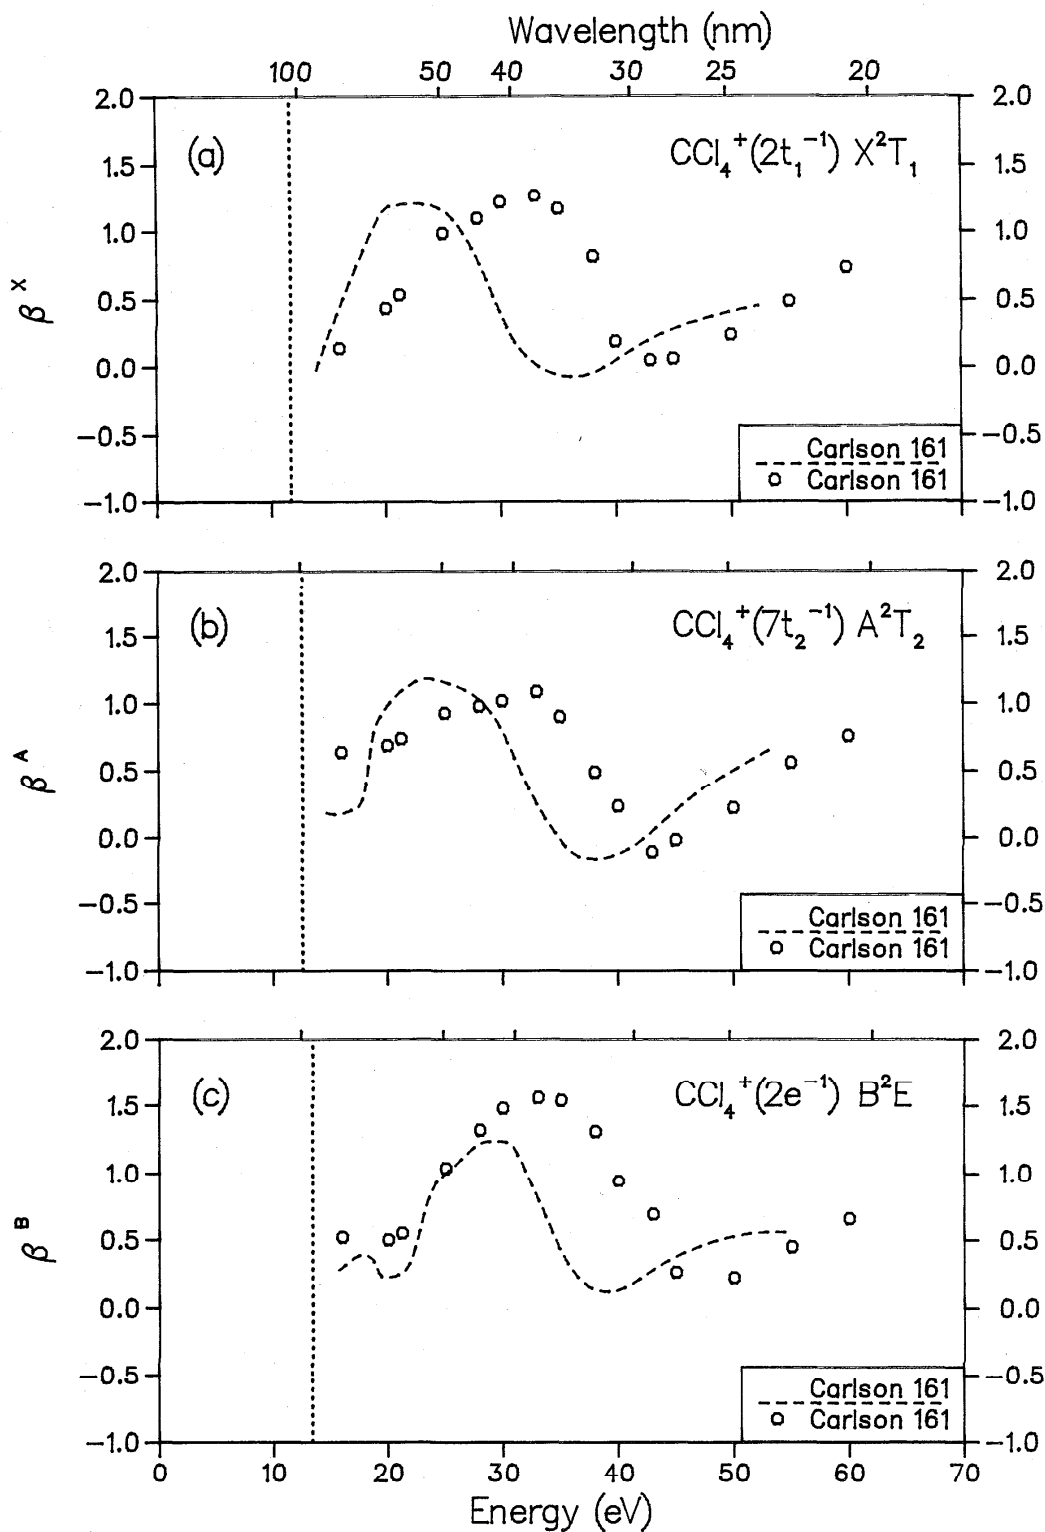 Wavelength (nm)
100 50 40 30 25 20
2.0 2.0
(a) CCl₄⁺(2t₁⁻¹) X²T₁
1.5 1.5
1.0 1.0
βˣ 0.5 0.5
0.0 0.0
−0.5 −0.5
Carlson 161
Carlson 161
−1.0 −1.0
2.0 2.0
(b) CCl₄⁺(7t₂⁻¹) A²T₂
1.5 1.5
1.0 1.0
βᴬ 0.5 0.5
0.0 0.0
−0.5 −0.5
Carlson 161
Carlson 161
−1.0 −1.0
2.0 2.0
(c) CCl₄⁺(2e⁻¹) B²E
1.5 1.5
1.0 1.0
βᴮ 0.5 0.5
0.0 0.0
−0.5 −0.5
Carlson 161
Carlson 161
−1.0 −1.0
0 10 20 30 40 50 60 70
Energy (eV)